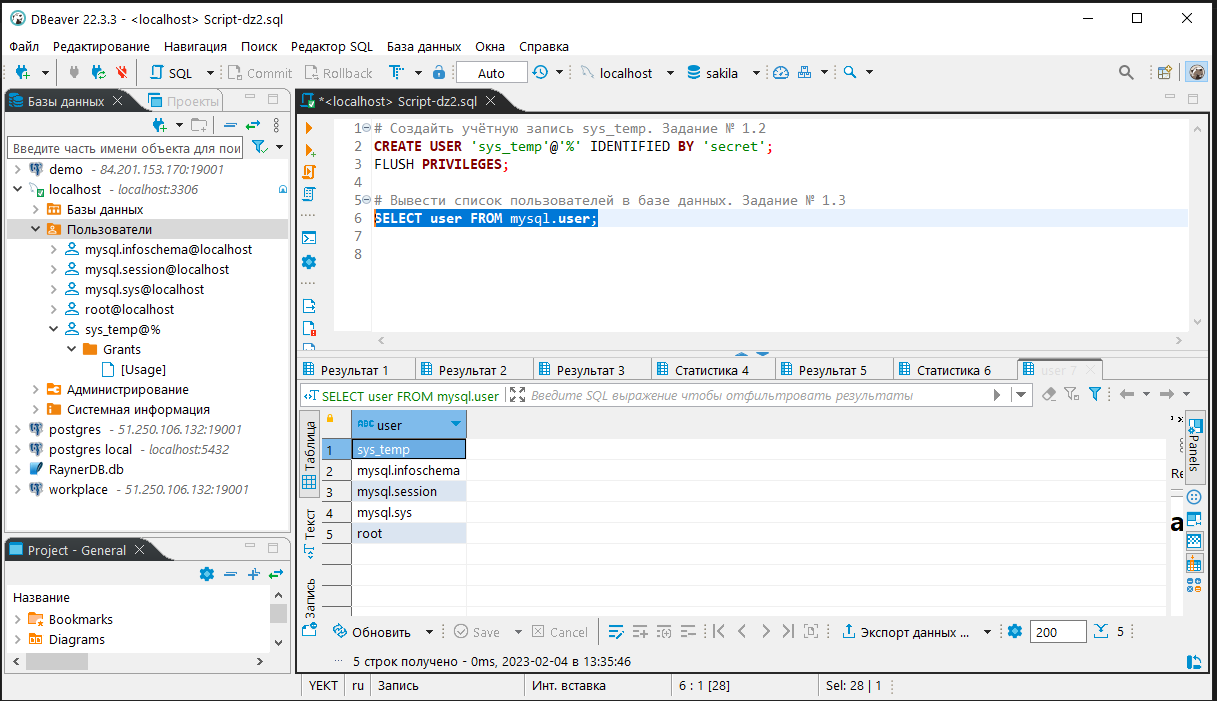 DBeaver 22.3.3 - <localhost> Script-dz2.sql
Файл Редактирование Навигация Поиск Редактор SQL База данных Окна Справка
SQL Commit Rollback Auto localhost sakila
Базы данных Проекты
Введите часть имени объекта для пои
demo - 84.201.153.170:19001
localhost - localhost:3306
Базы данных
Пользователи
mysql.infoschema@localhost
mysql.session@localhost
mysql.sys@localhost
root@localhost
sys_temp@%
Grants
[Usage]
Администрирование
Системная информация
postgres - 51.250.106.132:19001
postgres local - localhost:5432
RaynerDB.db
workplace - 51.250.106.132:19001
Project - General
Название
Bookmarks
Diagrams
*<localhost> Script-dz2.sql
1 # Создать учётную запись sys_temp. Задание № 1.2
2 CREATE USER 'sys_temp'@'%' IDENTIFIED BY 'secret';
3 FLUSH PRIVILEGES;
4
5 # Вывести список пользователей в базе данных. Задание № 1.3
6 SELECT user FROM mysql.user;
7
8
Результат 1 Результат 2 Результат 3 Статистика 4 Результат 5 Статистика 6 user 7
SELECT user FROM mysql.user Введите SQL выражение чтобы отфильтровать результаты
Таблица
Текст
Запись
ABC user
1 sys_temp
2 mysql.infoschema
3 mysql.session
4 mysql.sys
5 root
Panels
Обновить Save Cancel Экспорт данных ... 200 5
5 строк получено - 0ms, 2023-02-04 в 13:35:46
YEKT ru Запись Инт. вставка 6 : 1 [28] Sel: 28 | 1